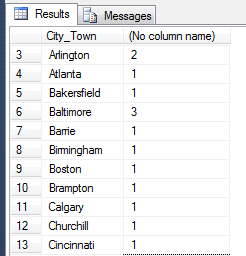 Results Messages
City_Town (No column name)
3 Arlington 2
4 Atlanta 1
5 Bakersfield 1
6 Baltimore 3
7 Barrie 1
8 Birmingham 1
9 Boston 1
10 Brampton 1
11 Calgary 1
12 Churchill 1
13 Cincinnati 1